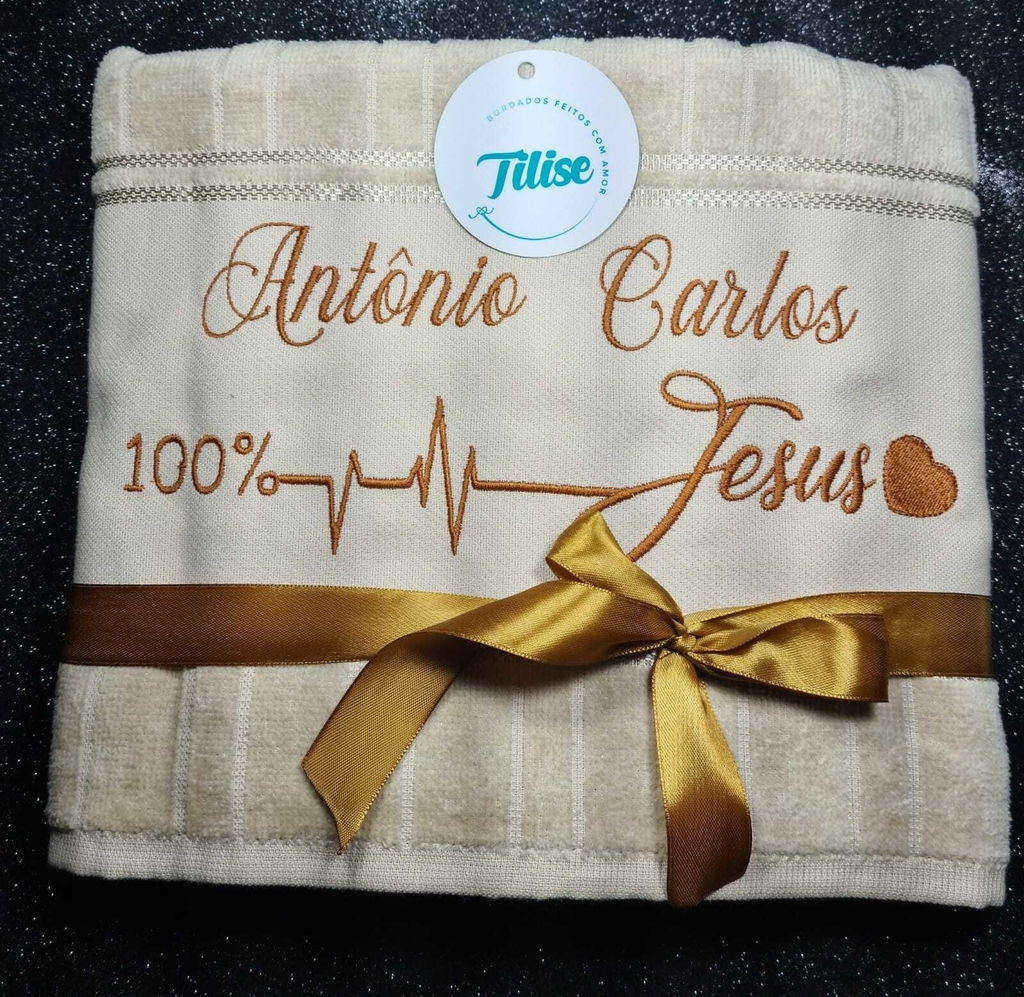 BORDADOS FEITOS COM AMOR
Tilise
Antônio Carlos
100% Jesus